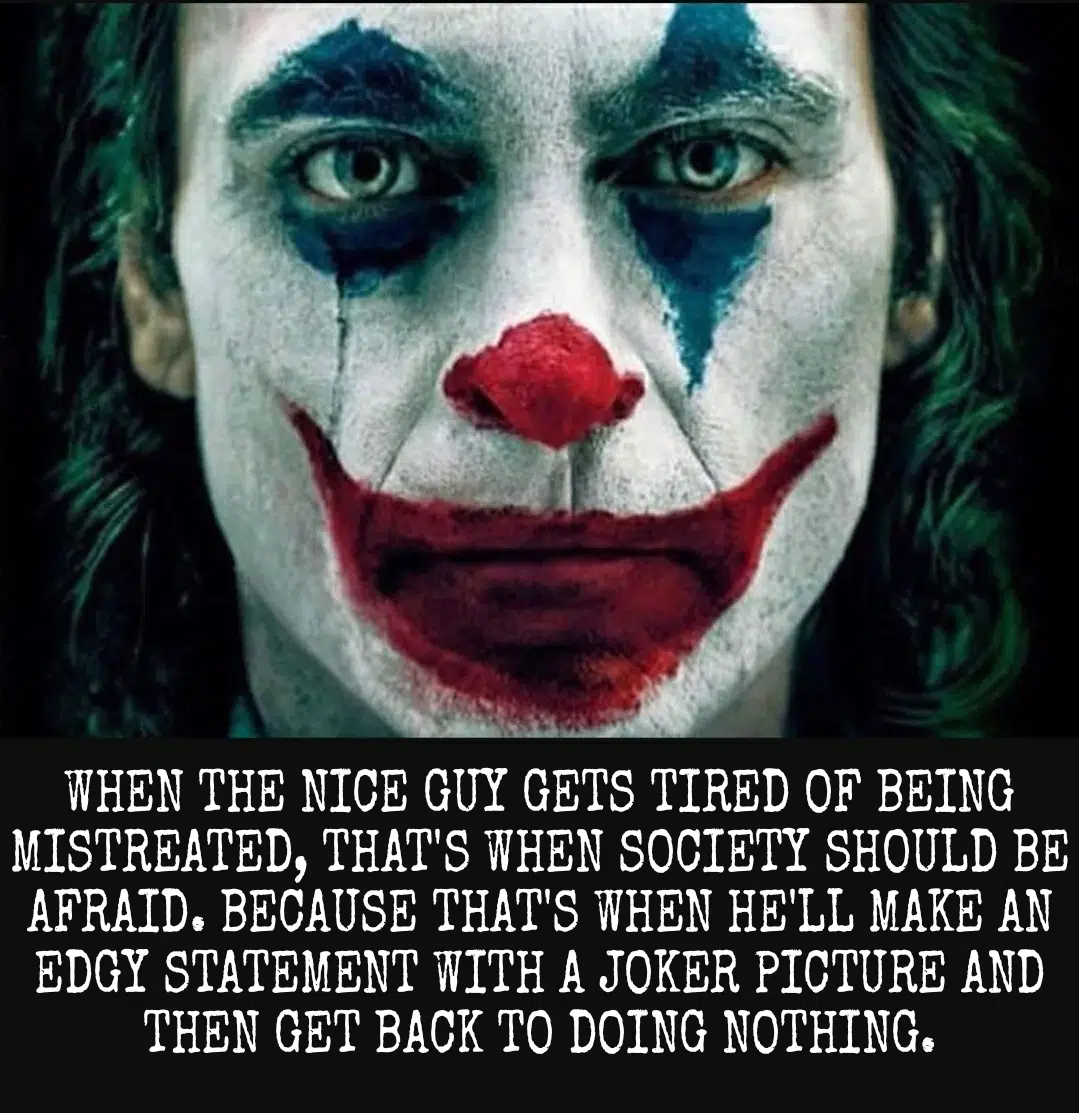 WHEN THE NICE GUY GETS TIRED OF BEING
MISTREATED, THAT'S WHEN SOCIETY SHOULD BE
AFRAID. BECAUSE THAT'S WHEN HE'LL MAKE AN
EDGY STATEMENT WITH A JOKER PICTURE AND
THEN GET BACK TO DOING NOTHING.